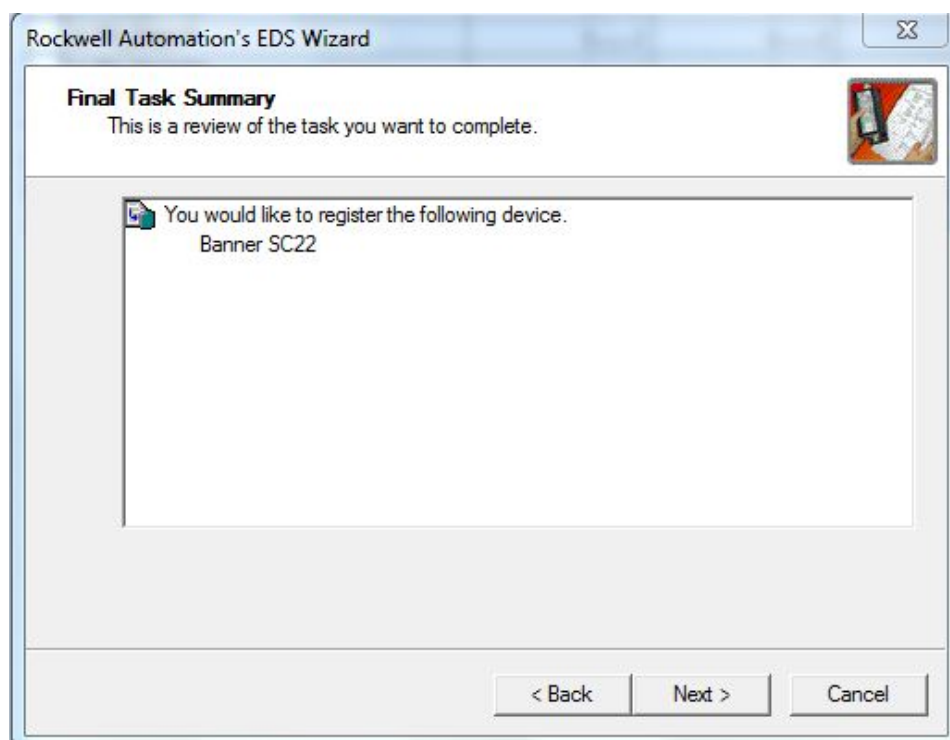 Rockwell Automation's EDS Wizard
Final Task Summary
This is a review of the task you want to complete.
You would like to register the following device.
Banner SC22
< Back
Next >
Cancel